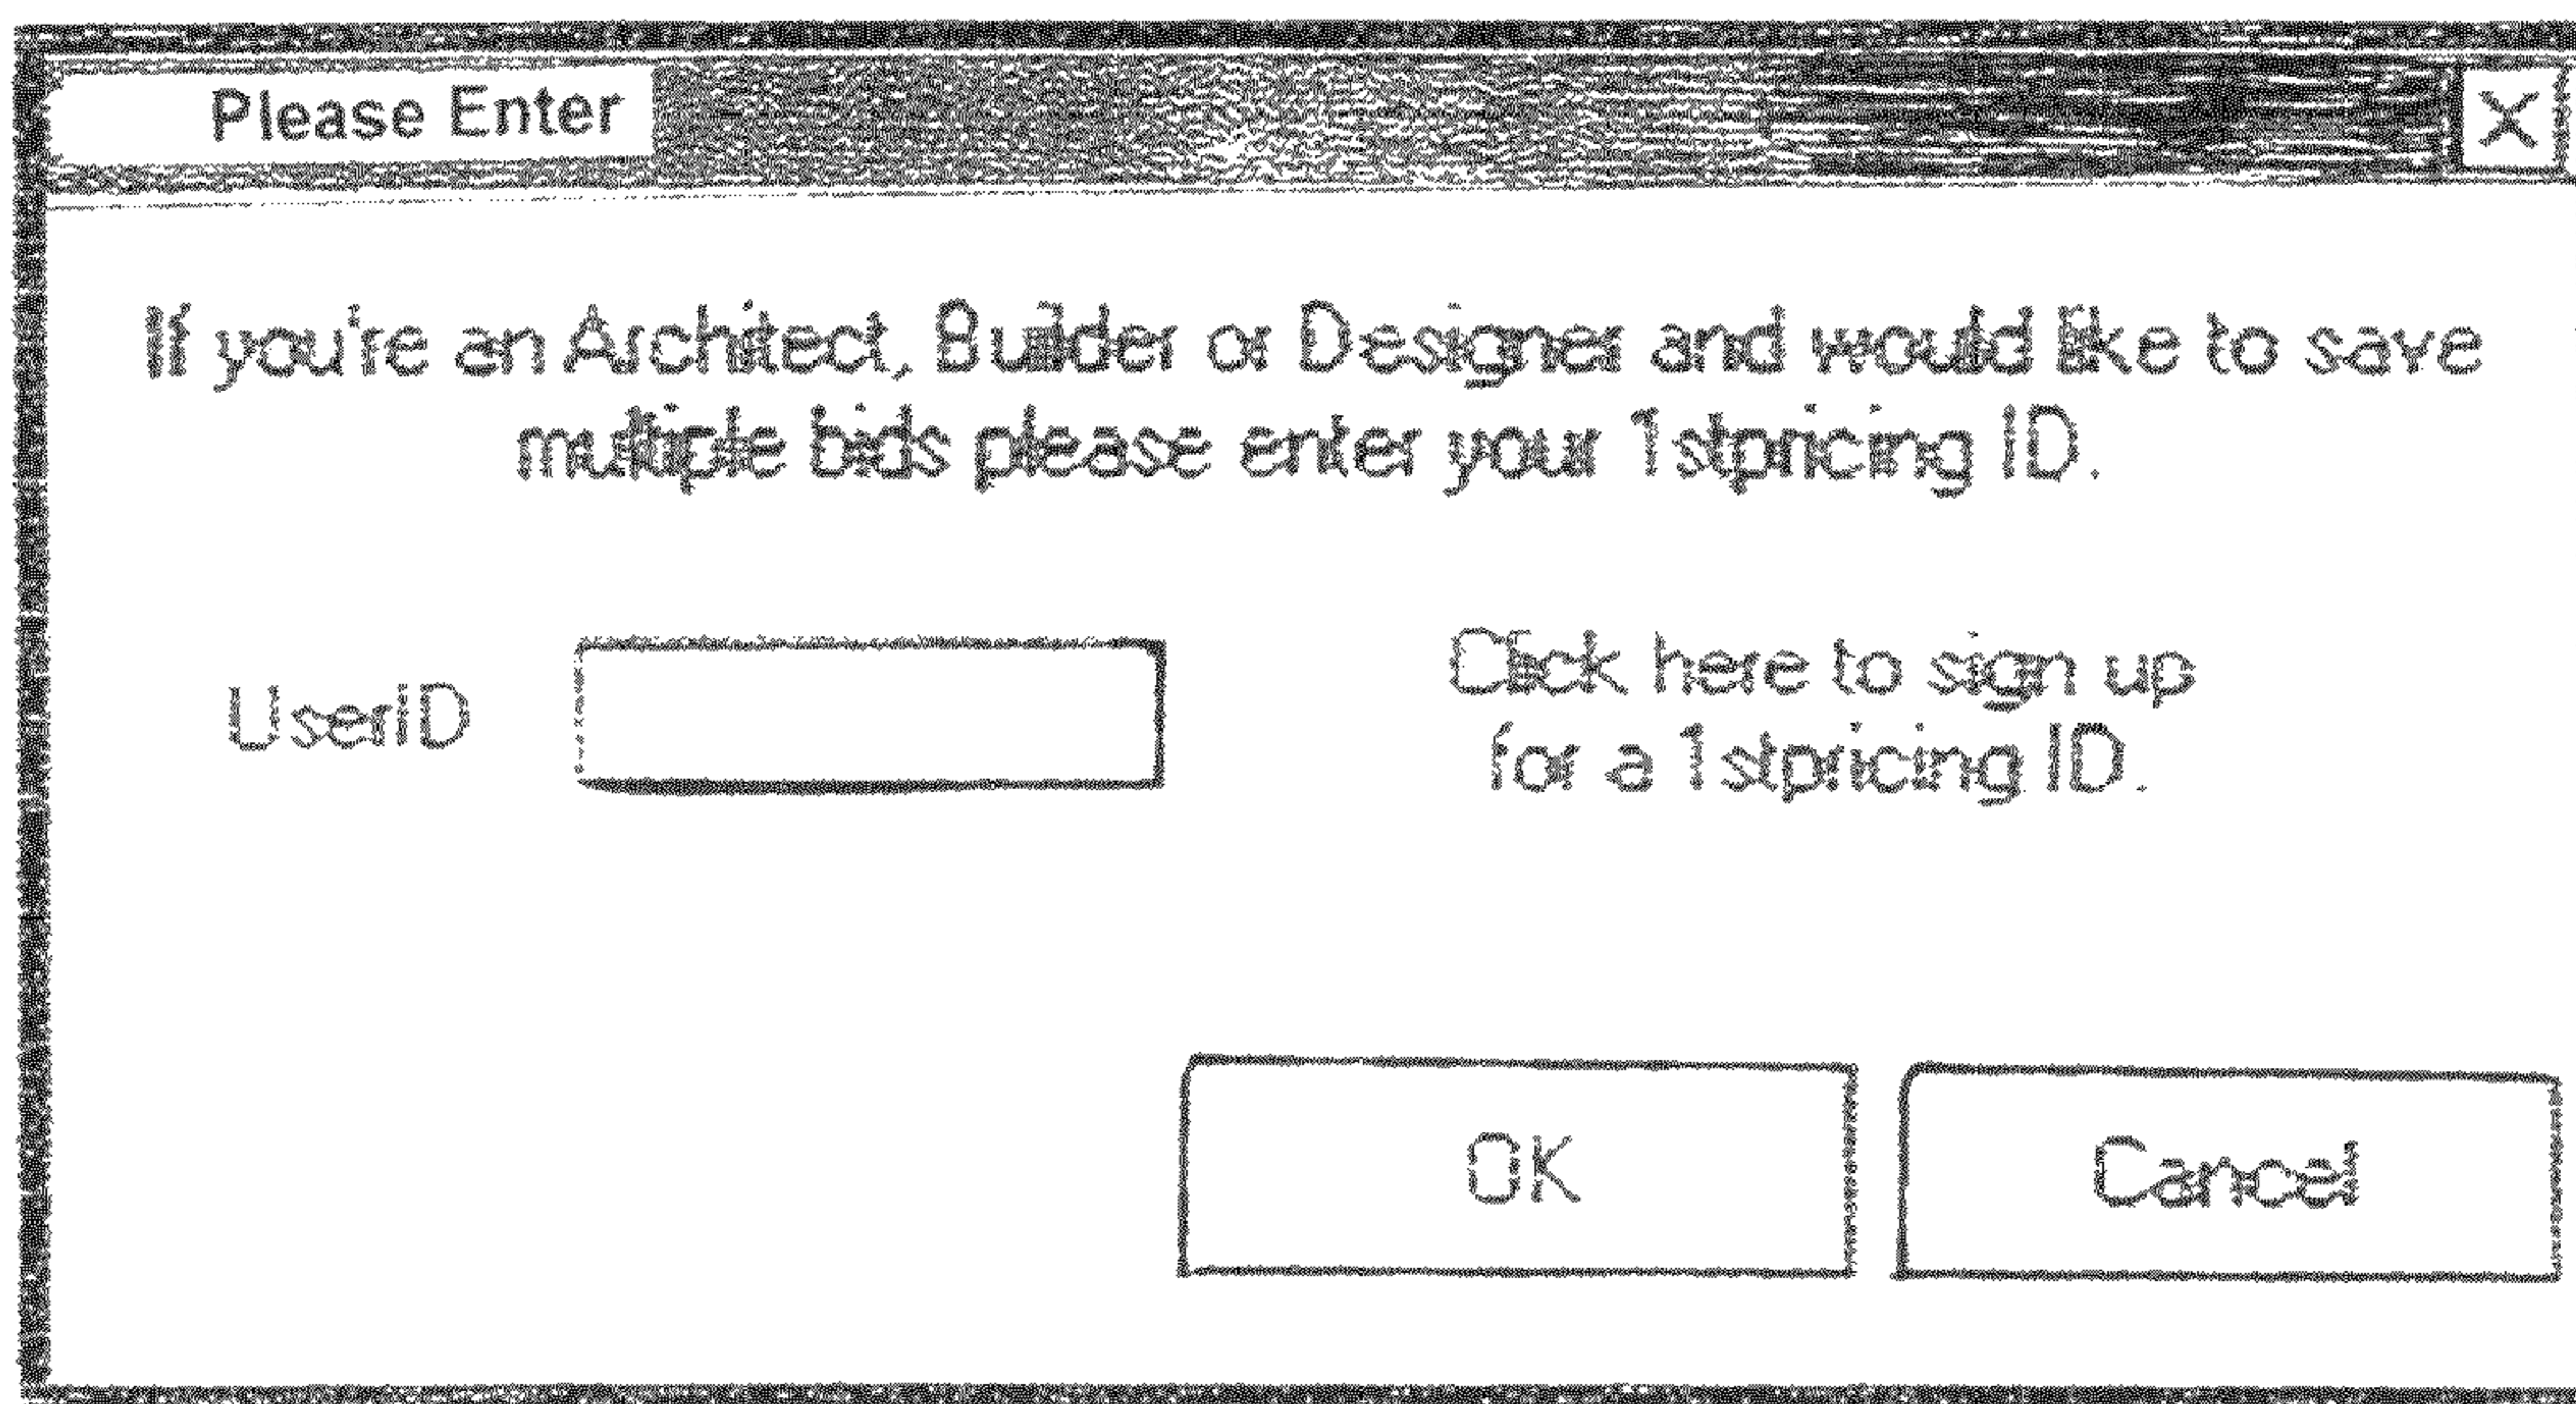 Please Enter
If you're an Architect, Builder or Designer and would like to save
multiple bids please enter your 1stpricing ID.
UserID
Click here to sign up
for a 1stpricing ID.
OK
Cancel